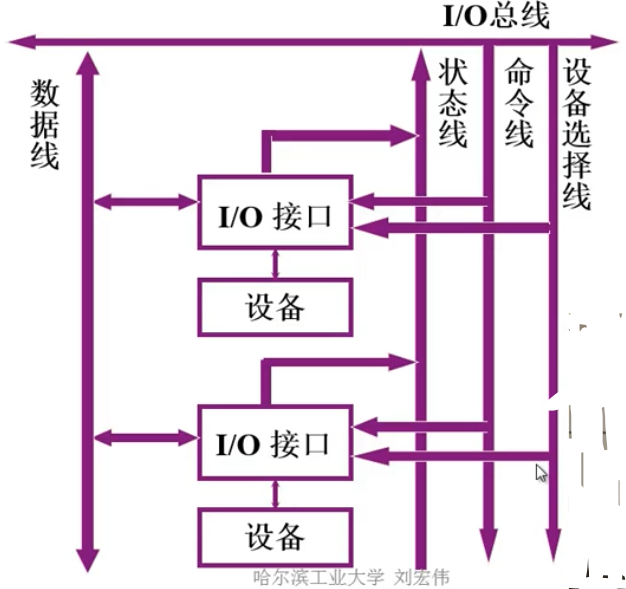 I/O总线
数据线
状态线
命令线
设备选择线
I/O 接口
设备
I/O 接口
设备
哈尔滨工业大学 刘宏伟